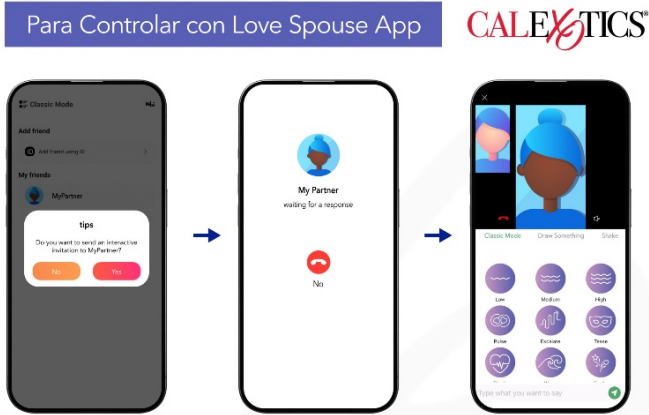 Para Controlar con Love Spouse App
CALEXOTICS®
Classic Mode
Add friend
Add Friend using ID
My friends
MyPartner
tips
Do you want to send an interactive
invitation to MyPartner?
No
Yes
My Partner
waiting for a response
No
Classic Mode
Draw Something
Shake
Low
Medium
High
Pulse
Escalate
Tease
Type what you want to say